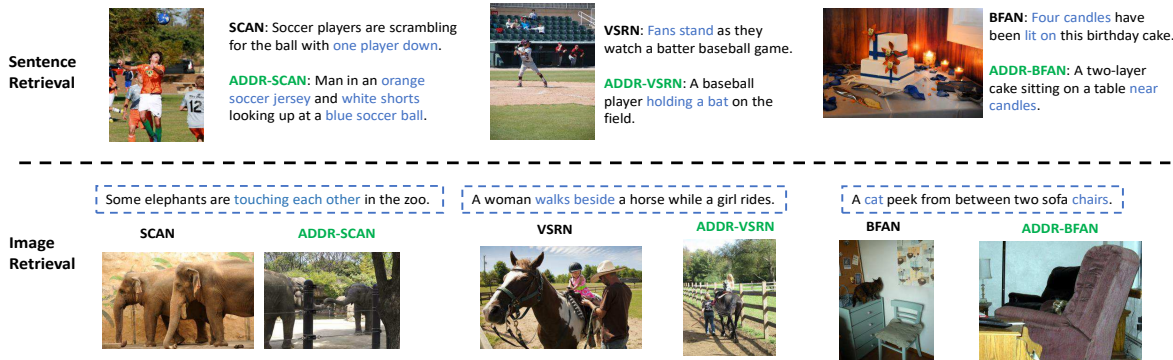 Sentence
Retrieval
SCAN: Soccer players are scrambling
for the ball with one player down.
ADDR-SCAN: Man in an orange
soccer jersey and white shorts
looking up at a blue soccer ball.
12
VSRN: Fans stand as they
watch a batter baseball game.
ADDR-VSRN: A baseball
player holding a bat on the
field.
BFAN: Four candles have
been lit on this birthday cake.
ADDR-BFAN: A two-layer
cake sitting on a table near
candles.
Image
Retrieval
Some elephants are touching each other in the zoo.
SCAN
ADDR-SCAN
A woman walks beside a horse while a girl rides.
VSRN
ADDR-VSRN
A cat peek from between two sofa chairs.
BFAN
ADDR-BFAN